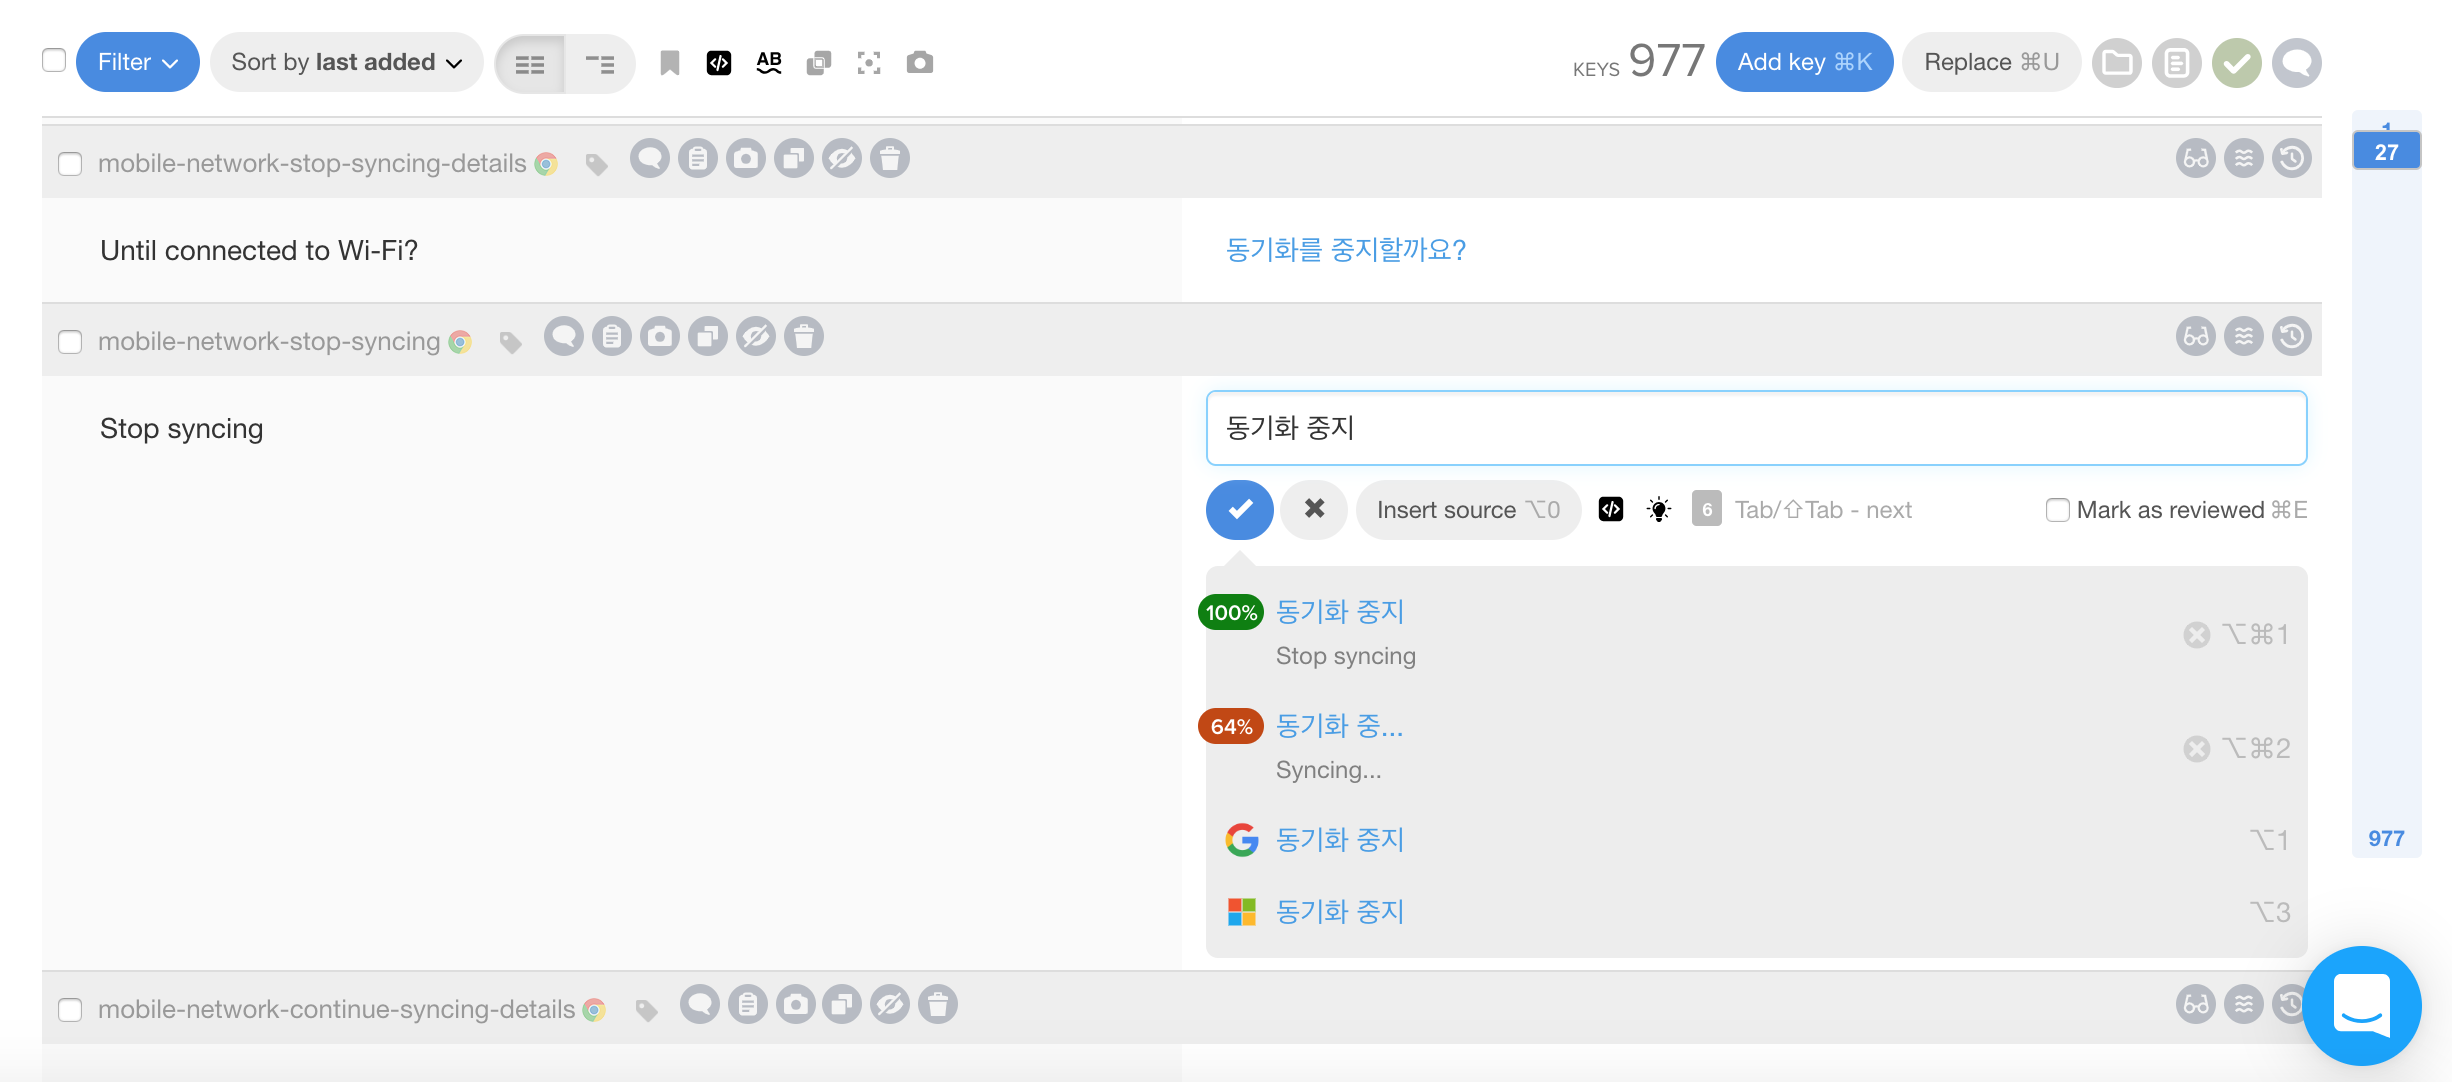 Filter
Sort by last added
AB
KEYS 977
Add key ⌘K
Replace ⌘U
1
27
mobile-network-stop-syncing-details
Until connected to Wi-Fi?
동기화를 중지할까요?
mobile-network-stop-syncing
Stop syncing
동기화 중지
Insert source ⌥0
6
Tab/⇧Tab - next
Mark as reviewed ⌘E
100%
동기화 중지
⌥⌘1
Stop syncing
64%
동기화 중...
⌥⌘2
Syncing...
동기화 중지
⌥1
977
동기화 중지
⌥3
mobile-network-continue-syncing-details